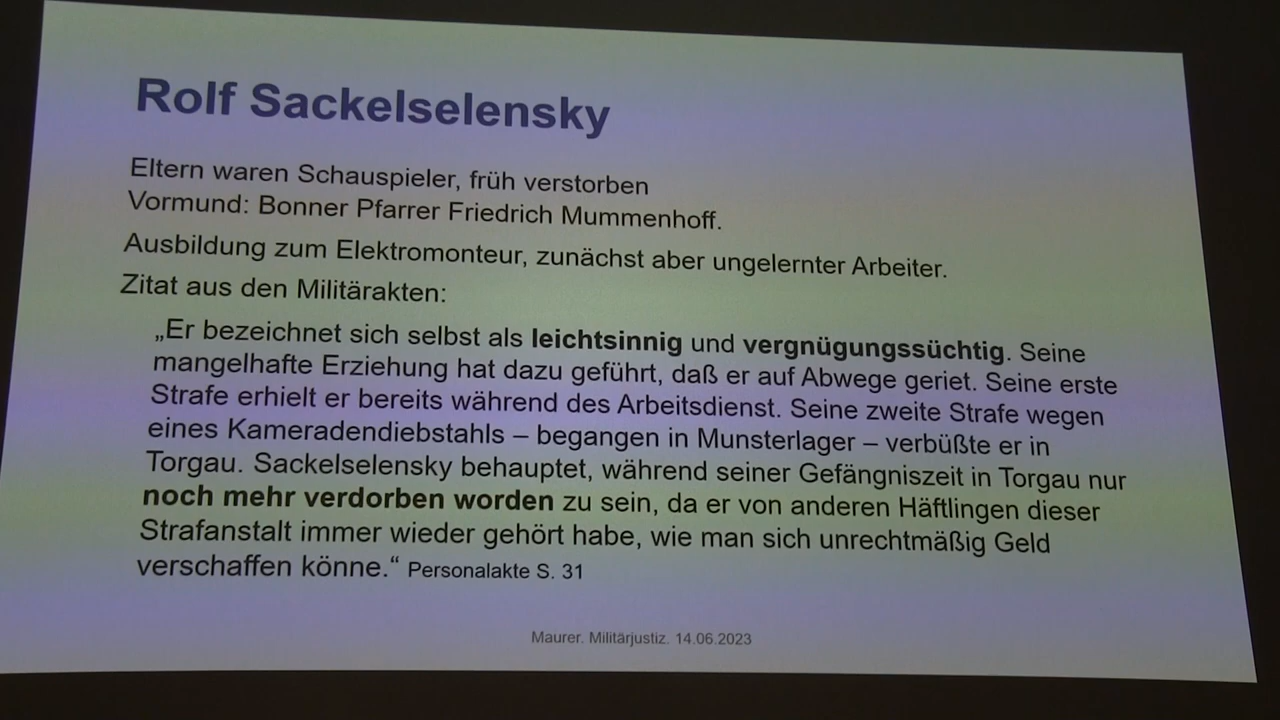 Rolf Sackelselensky
Eltern waren Schauspieler, früh verstorben
Vormund: Bonner Pfarrer Friedrich Mummenhoff.
Ausbildung zum Elektromonteur, zunächst aber ungelernter Arbeiter.
Zitat aus den Militärakten:
„Er bezeichnet sich selbst als leichtsinnig und vergnügungssüchtig. Seine
mangelhafte Erziehung hat dazu geführt, daß er auf Abwege geriet. Seine erste
Strafe erhielt er bereits während des Arbeitsdienst. Seine zweite Strafe wegen
eines Kameradendiebstahls – begangen in Munsterlager – verbüßte er in
Torgau. Sackelselensky behauptet, während seiner Gefängniszeit in Torgau nur
noch mehr verdorben worden zu sein, da er von anderen Häftlingen dieser
Strafanstalt immer wieder gehört habe, wie man sich unrechtmäßig Geld
verschaffen könne.“ Personalakte S. 31
Maurer. Militärjustiz. 14.06.2023